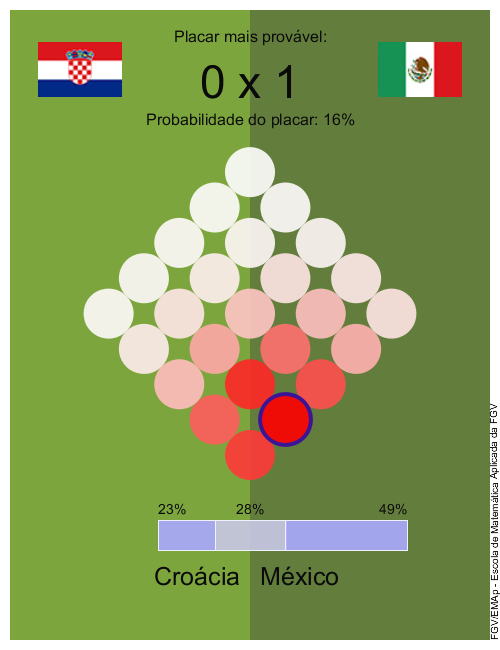 Placar mais provável:
0 x 1
Probabilidade do placar: 16%
23% 28% 49%
Croácia México
FGV/EMAp - Escola de Matemática Aplicada da FGV